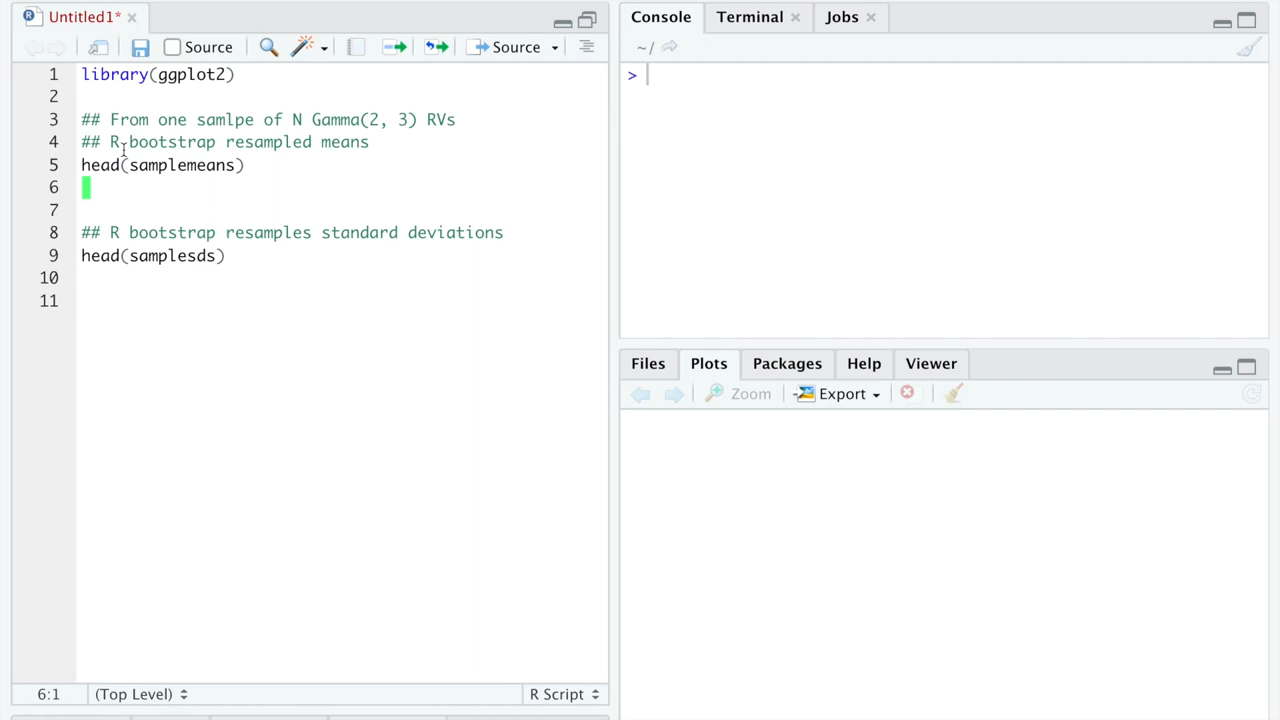 Untitled1*
Source
Source
1 library(ggplot2)
2
3 ## From one samlpe of N Gamma(2, 3) RVs
4 ## R bootstrap resampled means
5 head(samplemeans)
6
7
8 ## R bootstrap resamples standard deviations
9 head(samplesds)
10
11
6:1 (Top Level) R Script
Console Terminal Jobs
~/
>
Files Plots Packages Help Viewer
Zoom Export